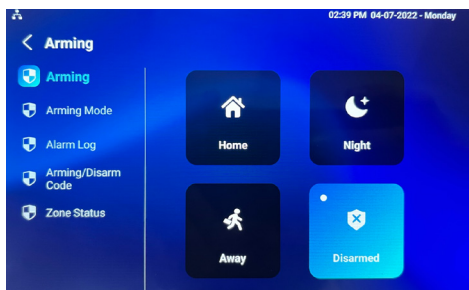 02:39 PM 04-07-2022 - Monday
Arming
Arming
Arming Mode
Alarm Log
Arming/Disarm
Code
Zone Status
Home
Night
Away
Disarmed